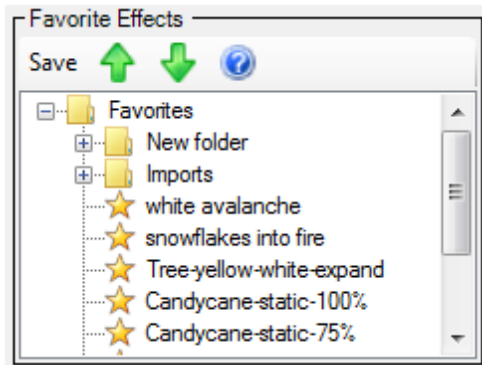 Favorite Effects
Save
Favorites
New folder
Imports
white avalanche
snowflakes into fire
Tree-yellow-white-expand
Candycane-static-100%
Candycane-static-75%